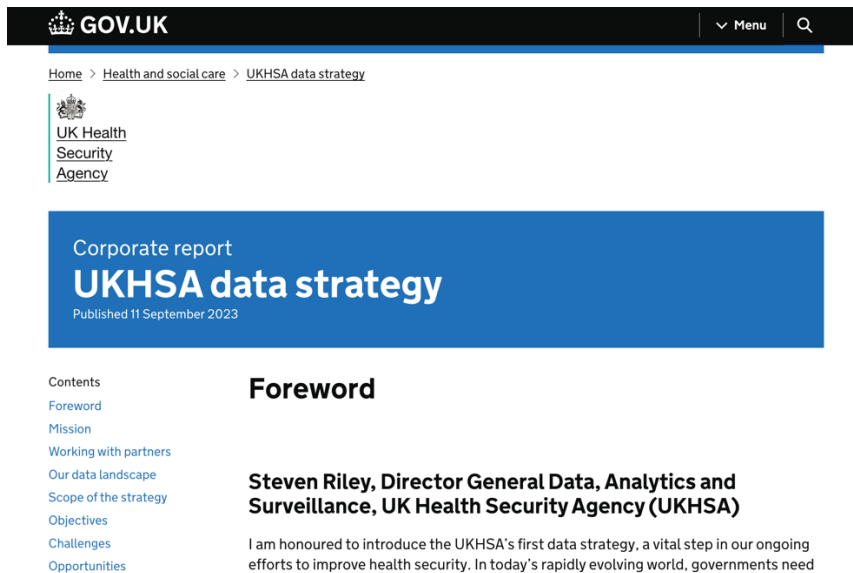 GOV.UK
Menu
Home > Health and social care > UKHSA data strategy
UK Health
Security
Agency
Corporate report
UKHSA data strategy
Published 11 September 2023
Contents
Foreword
Mission
Working with partners
Our data landscape
Scope of the strategy
Objectives
Challenges
Opportunities
Foreword
Steven Riley, Director General Data, Analytics and
Surveillance, UK Health Security Agency (UKHSA)
I am honoured to introduce the UKHSA’s first data strategy, a vital step in our ongoing
efforts to improve health security. In today’s rapidly evolving world, governments need